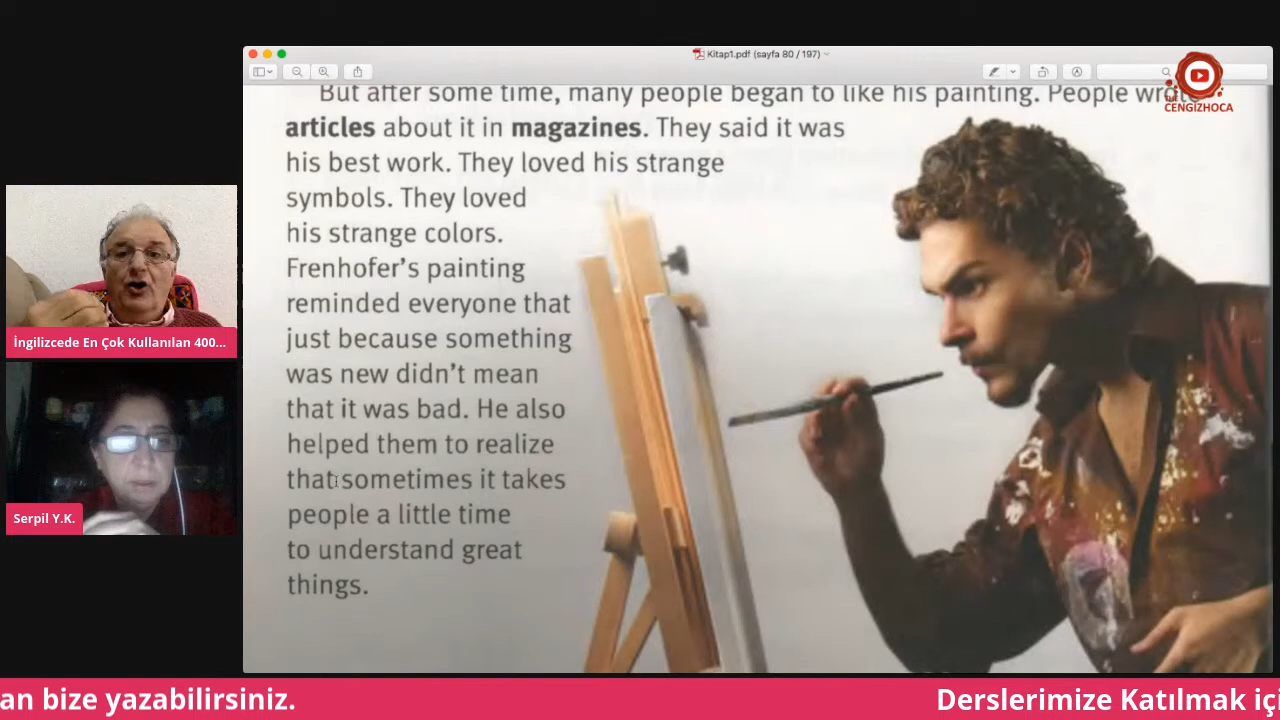 Kitap1.pdf (sayfa 80 / 197)
CENGİZHOCA
But after some time, many people began to like his painting. People wrote
articles about it in magazines. They said it was
his best work. They loved his strange
symbols. They loved
his strange colors.
Frenhofer's painting
reminded everyone that
just because something
was new didn't mean
that it was bad. He also
helped them to realize
that sometimes it takes
people a little time
to understand great
things.
İngilizcede En Çok Kullanılan 400...
Serpil Y.K.
an bize yazabilirsiniz.
Derslerimize Katılmak içi